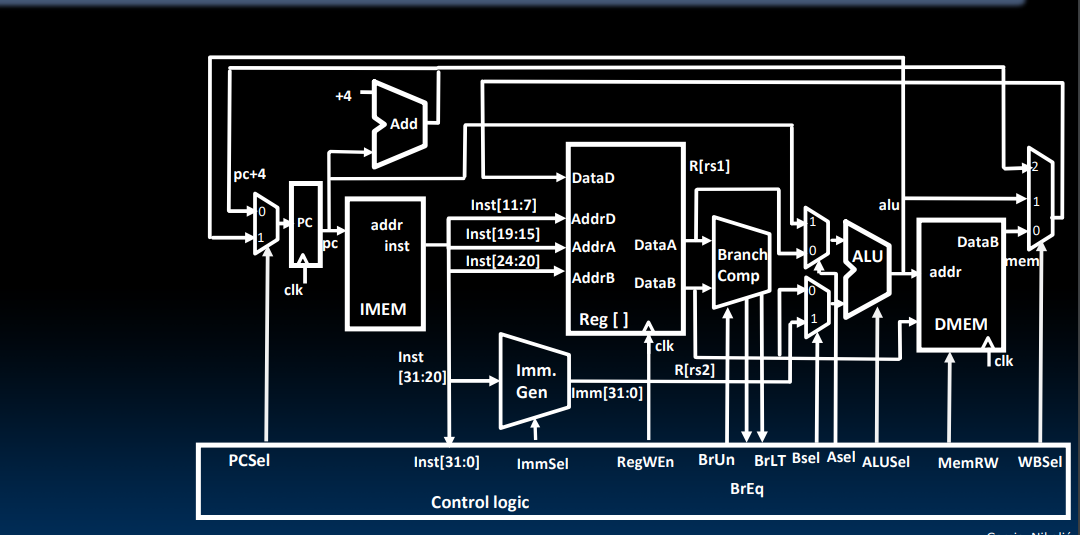 +4
Add
pc+4
0
1
PC
pc
clk
addr
inst
IMEM
Inst[11:7]
Inst[19:15]
Inst[24:20]
DataD
AddrD
AddrA
AddrB
DataA
DataB
Reg [ ]
clk
R[rs1]
Branch
Comp
1
0
0
1
ALU
alu
2
1
0
DataB
mem
addr
DMEM
clk
Inst
[31:20]
Imm.
Gen
Imm[31:0]
R[rs2]
PCSel
Inst[31:0]
ImmSel
RegWEn
BrUn
BrLT
Bsel
Asel
ALUSel
MemRW
WBSel
BrEq
Control logic